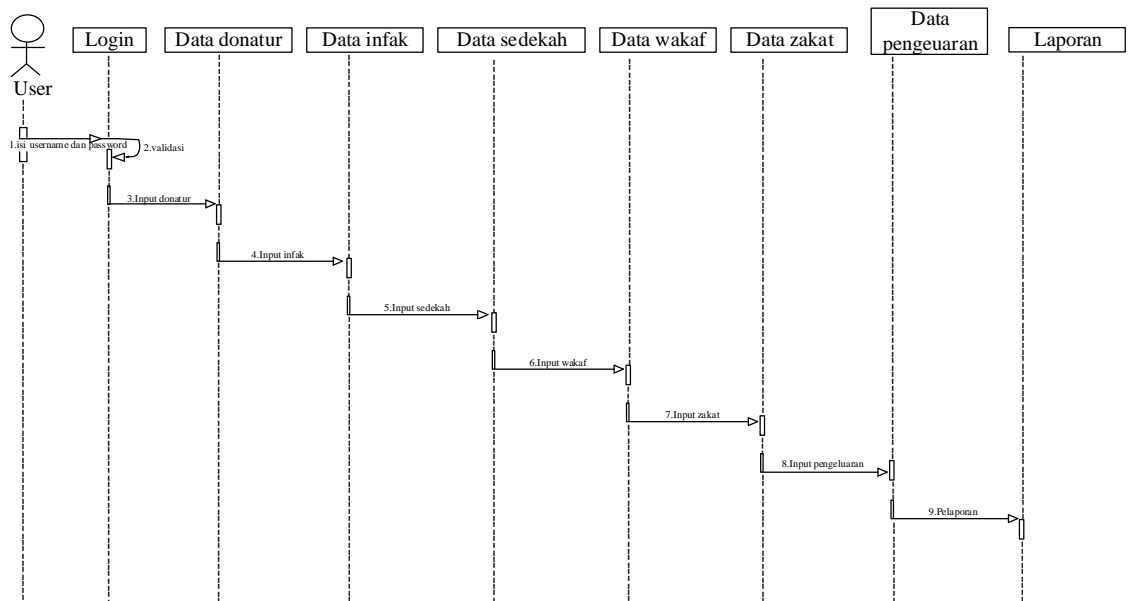 User
Login
Data donatur
Data infak
Data sedekah
Data wakaf
Data zakat
Data
pengeuaran
Laporan
1.isi username dan password
2.validasi
3.Input donatur
4.Input infak
5.Input sedekah
6.Input wakaf
7.Input zakat
8.Input pengeluaran
9.Pelaporan